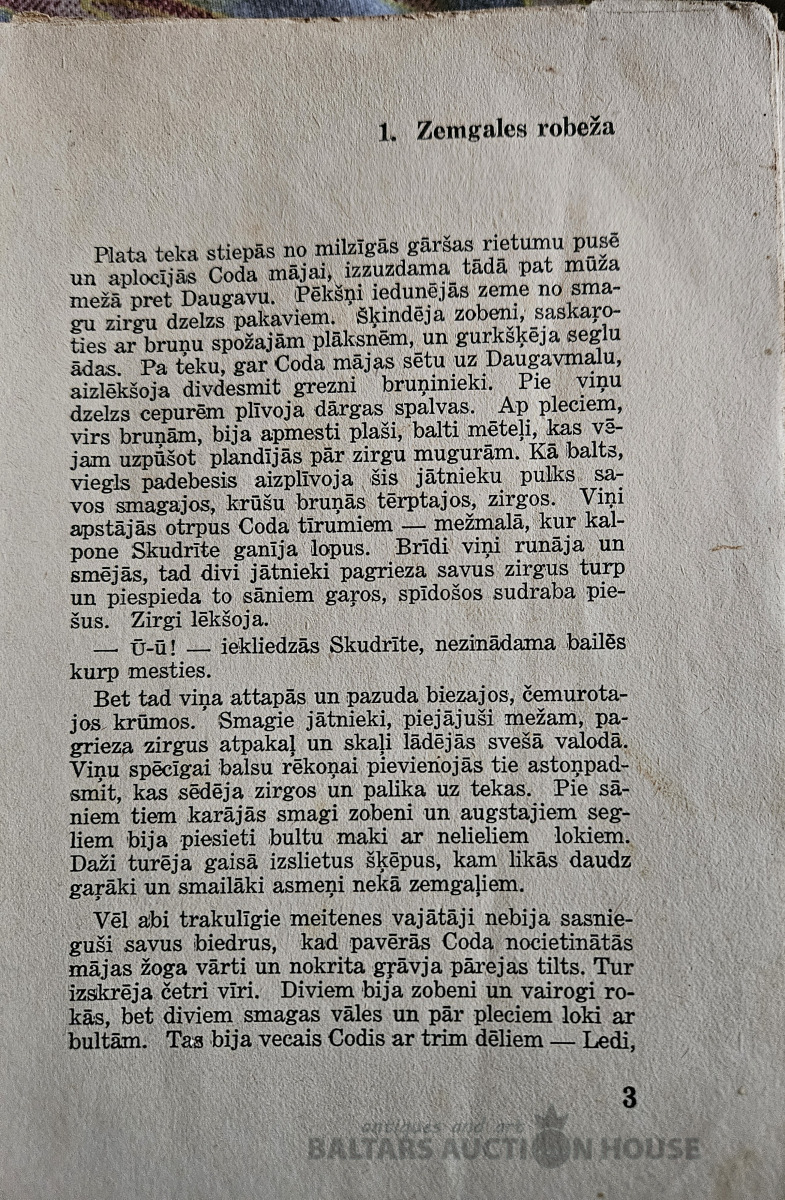 1. Zemgales robeža
Plata teka stiepās no milzīgās gāršas rietumu pusē
un aplocījās Coda mājai, izzuzdama tādā pat mūža
mežā pret Daugavu. Pēkšņi iedunējās zeme no sma-
gu zirgu dzelzs pakaviem. Šķindēja zobeni, saskaŗo-
ties ar bruņu spožajām plāksnēm, un gurkšķēja seglu
ādas. Pa teku, gar Coda mājas sētu uz Daugavmalu,
aizlēkšoja divdesmit grezni bruņinieki. Pie viņu
dzelzs cepurēm plīvoja dārgas spalvas. Ap pleciem,
virs bruņām, bija apmesti plaši, balti mēteļi, kas vē-
jam uzpūšot plandījās pār zirgu mugurām. Kā balts,
viegls padebesis aizplīvoja šis jātnieku pulks sa-
vos smagajos, krūšu bruņās tērptajos, zirgos. Viņi
apstājās otrpus Coda tīrumiem — mežmalā, kur kal-
pone Skudrīte ganīja lopus. Brīdi viņi runāja un
smējās, tad divi jātnieki pagrieza savus zirgus turp
un piespieda to sāniem gaŗos, spīdošos sudraba pie-
šus. Zirgi lēkšoja.
— Ū-ū! — iekliedzās Skudrīte, nezinādama bailēs
kurp mesties.
Bet tad viņa attapās un pazuda biezajos, čemurota-
jos krūmos. Smagie jātnieki, piejājuši mežam, pa-
grieza zirgus atpakaļ un skaļi lādējās svešā valodā.
Viņu spēcīgai balsu rēkoņai pievienojās tie astoņpad-
smit, kas sēdēja zirgos un palika uz tekas. Pie sā-
niem tiem karājās smagi zobeni un augstajiem seg-
liem bija piesieti bultu maki ar nelieliem lokiem.
Daži turēja gaisā izslietus šķēpus, kam likās daudz
gaŗāki un smailāki asmeņi nekā zemgaļiem.
Vēl abi trakulīgie meitenes vajātāji nebija sasnie-
guši savus biedrus, kad pavērās Coda nocietinātās
mājas žoga vārti un nokrita gŗāvja pārejas tilts. Tur
izskrēja četri vīri. Diviem bija zobeni un vairogi ro-
kās, bet diviem smagas vāles un pār pleciem loki ar
bultām. Tas bija vecais Codis ar trim dēliem — Ledi,
3
antiques and art
BALTARS AUCTION HOUSE